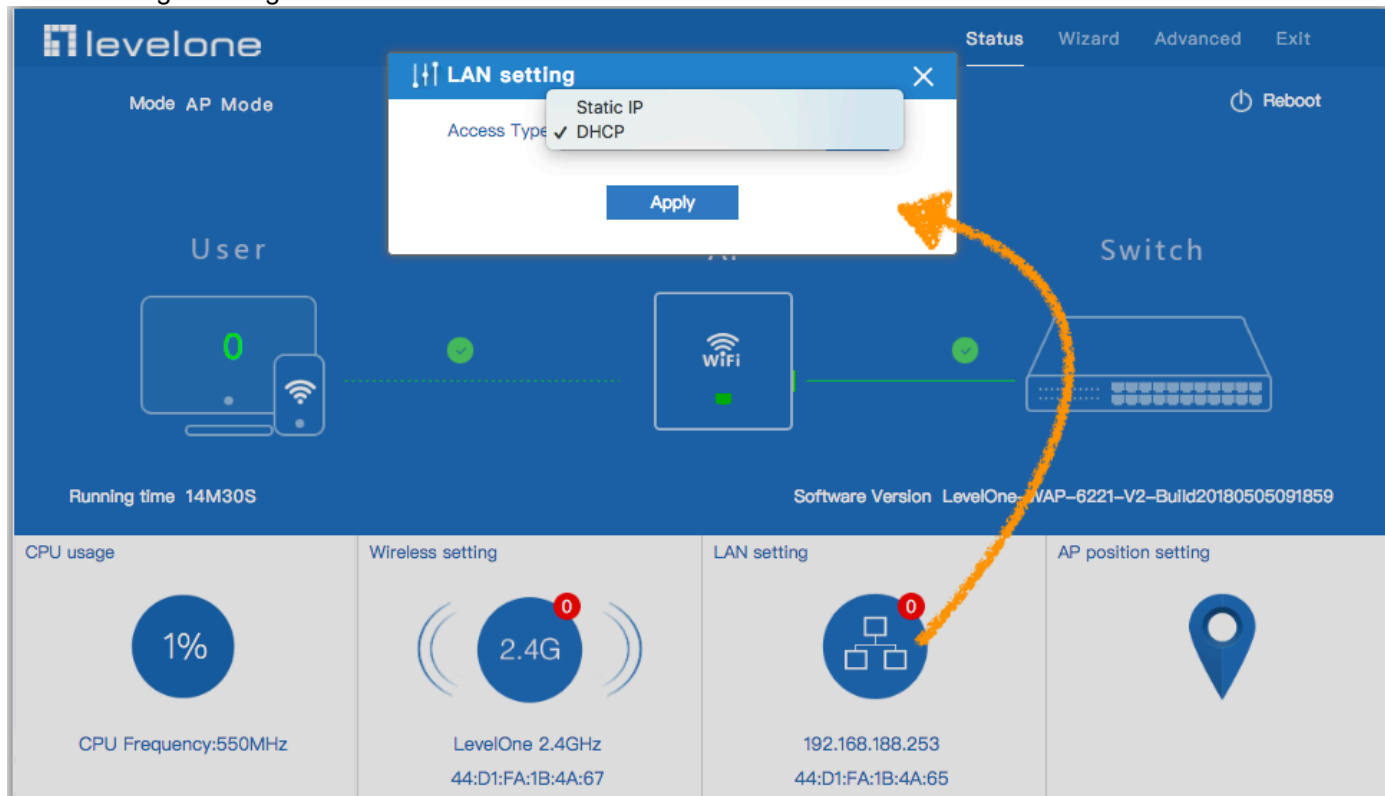 levelone
Status Wizard Advanced Exit
LAN setting
Mode AP Mode
Reboot
Static IP
Access Type ✓ DHCP
Apply
User
Switch
0
WiFi
Running time 14M30S
Software Version LevelOne-WAP-6221-V2-Build20180505091859
CPU usage
Wireless setting
LAN setting
AP position setting
1%
0
2.4G
0
CPU Frequency:550MHz
LevelOne 2.4GHz
192.168.188.253
44:D1:FA:1B:4A:67
44:D1:FA:1B:4A:65